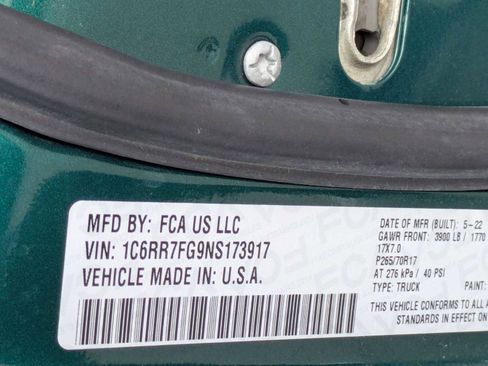 MFD BY: FCA US LLC
VIN: 1C6RR7FG9NS173917
VEHICLE MADE IN: U.S.A.
DATE OF MFR (BUILT): 5-22
GAWR FRONT: 3900 LB / 1770
17X7.0
P265/70R17
AT 276 kPa / 40 PSI
TYPE: TRUCK PAINT:
THIS VEHICLE CONFORMS TO ALL A
STANDARDS IN EFFECT ON